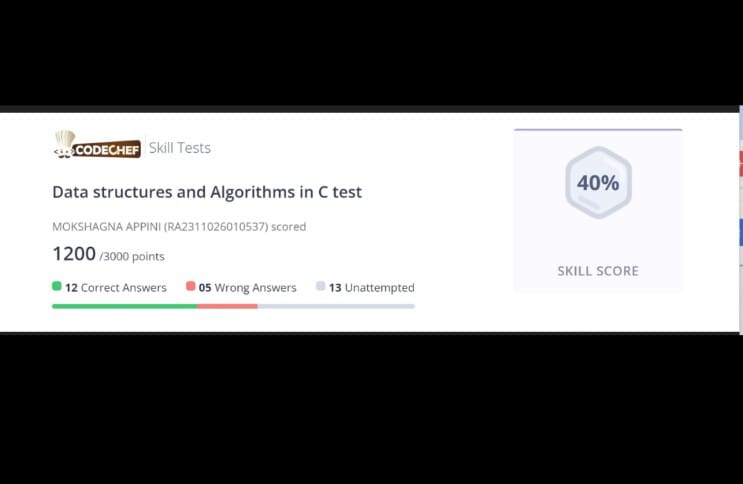 CODECHEF Skill Tests
Data structures and Algorithms in C test
MOKSHAGNA APPINI (RA2311026010537) scored
1200 /3000 points
12 Correct Answers 05 Wrong Answers 13 Unattempted
40%
SKILL SCORE